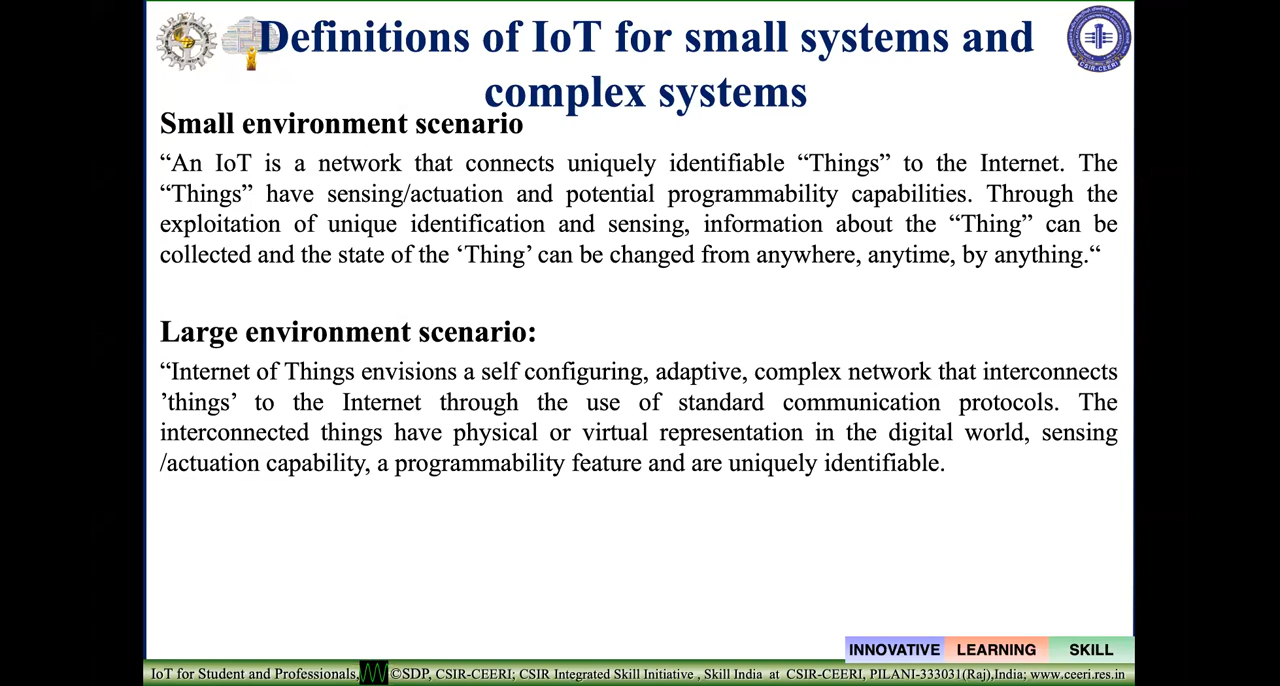 Definitions of IoT for small systems and
complex systems
CSIR-CEERI
Small environment scenario
“An IoT is a network that connects uniquely identifiable “Things” to the Internet. The
“Things” have sensing/actuation and potential programmability capabilities. Through the
exploitation of unique identification and sensing, information about the “Thing” can be
collected and the state of the ‘Thing’ can be changed from anywhere, anytime, by anything.“
Large environment scenario:
“Internet of Things envisions a self configuring, adaptive, complex network that interconnects
’things’ to the Internet through the use of standard communication protocols. The
interconnected things have physical or virtual representation in the digital world, sensing
/actuation capability, a programmability feature and are uniquely identifiable.
INNOVATIVE LEARNING SKILL
IoT for Student and Professionals, ©SDP, CSIR-CEERI; CSIR Integrated Skill Initiative , Skill India at CSIR-CEERI, PILANI-333031(Raj),India; www.ceeri.res.in